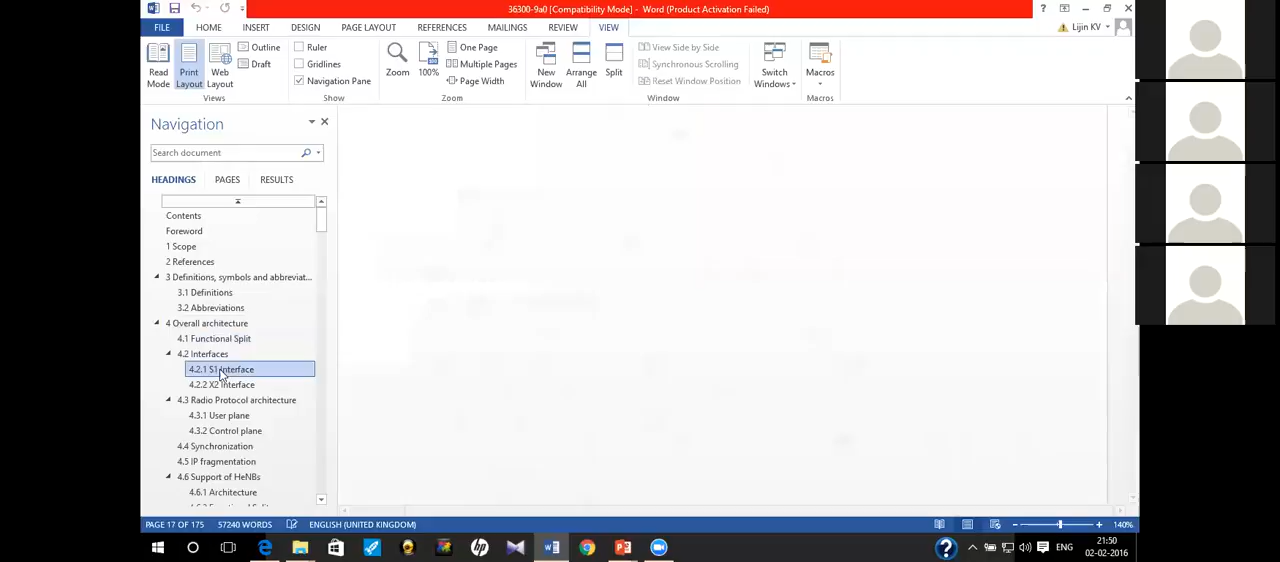 36300-9a0 [Compatibility Mode] - Word (Product Activation Failed)
FILE HOME INSERT DESIGN PAGE LAYOUT REFERENCES MAILINGS REVIEW VIEW Lijin KV
Read Mode
Print Layout
Web Layout
Outline
Draft
Views
Ruler
Gridlines
Navigation Pane
Show
Zoom
100%
One Page
Multiple Pages
Page Width
Zoom
New Window
Arrange All
Split
View Side by Side
Synchronous Scrolling
Reset Window Position
Window
Switch Windows
Macros
Macros
Navigation
Search document
HEADINGS PAGES RESULTS
Contents
Foreword
1 Scope
2 References
3 Definitions, symbols and abbreviat...
3.1 Definitions
3.2 Abbreviations
4 Overall architecture
4.1 Functional Split
4.2 Interfaces
4.2.1 S1 Interface
4.2.2 X2 Interface
4.3 Radio Protocol architecture
4.3.1 User plane
4.3.2 Control plane
4.4 Synchronization
4.5 IP fragmentation
4.6 Support of HeNBs
4.6.1 Architecture
PAGE 17 OF 175 57240 WORDS ENGLISH (UNITED KINGDOM) 140%
ENG
21:50
02-02-2016